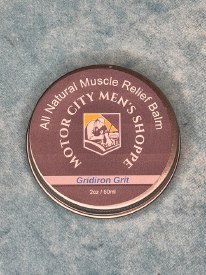 All Natural Muscle Relief Balm
MOTOR CITY MEN'S SHOPPE
Gridiron Grit
2oz / 60ml